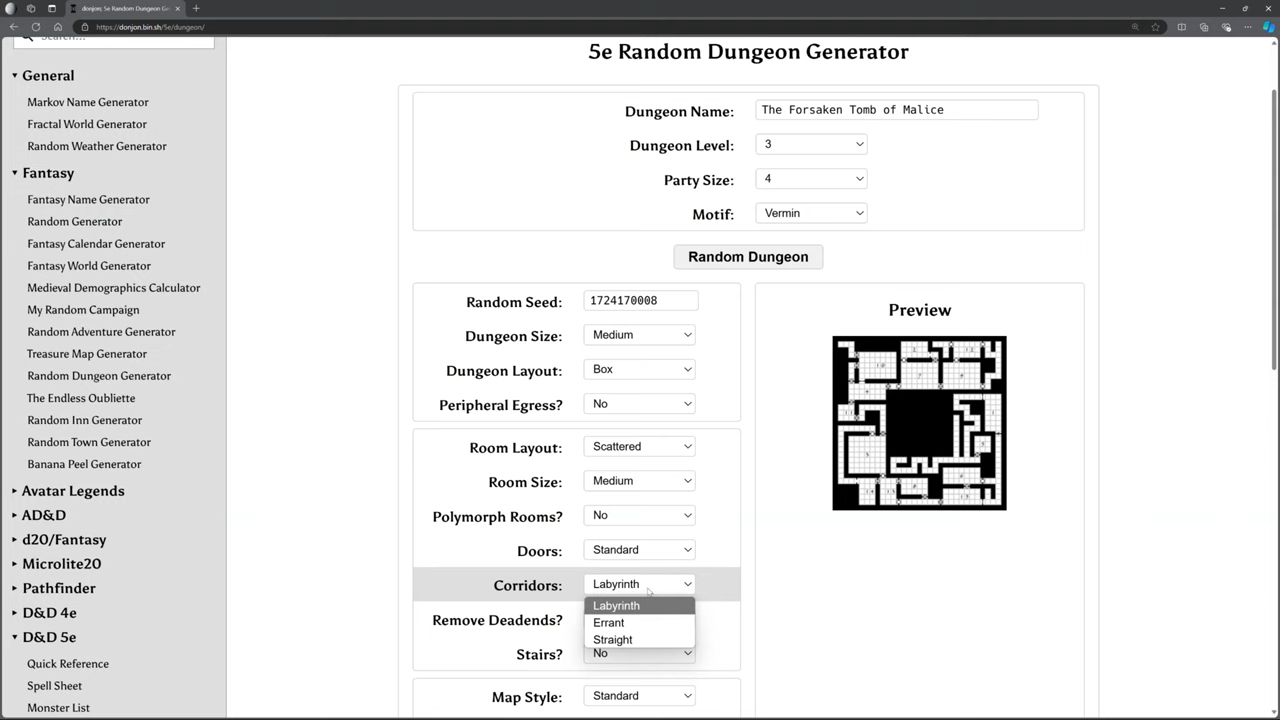 donjon; 5e Random Dungeon Ge
https://donjon.bin.sh/5e/dungeon/
Search...
General
Markov Name Generator
Fractal World Generator
Random Weather Generator
Fantasy
Fantasy Name Generator
Random Generator
Fantasy Calendar Generator
Fantasy World Generator
Medieval Demographics Calculator
My Random Campaign
Random Adventure Generator
Treasure Map Generator
Random Dungeon Generator
The Endless Oubliette
Random Inn Generator
Random Town Generator
Banana Peel Generator
Avatar Legends
AD&D
d20/Fantasy
Microlite20
Pathfinder
D&D 4e
D&D 5e
Quick Reference
Spell Sheet
Monster List
5e Random Dungeon Generator
Dungeon Name: The Forsaken Tomb of Malice
Dungeon Level: 3
Party Size: 4
Motif: Vermin
Random Dungeon
Random Seed: 1724170008
Dungeon Size: Medium
Dungeon Layout: Box
Peripheral Egress? No
Room Layout: Scattered
Room Size: Medium
Polymorph Rooms? No
Doors: Standard
Corridors: Labyrinth
Labyrinth
Errant
Straight
Remove Deadends?
Stairs? No
Map Style: Standard
Preview